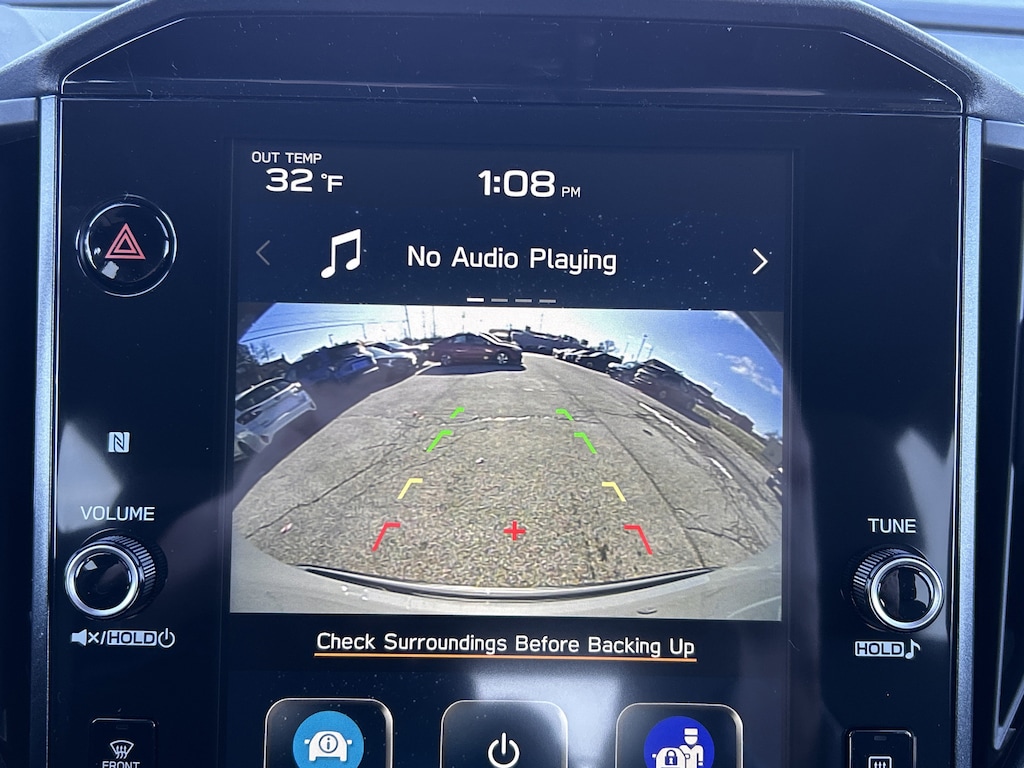 OUT TEMP
32 °F
1:08 PM
No Audio Playing
VOLUME
TUNE
/HOLD
HOLD
Check Surroundings Before Backing Up
FRONT